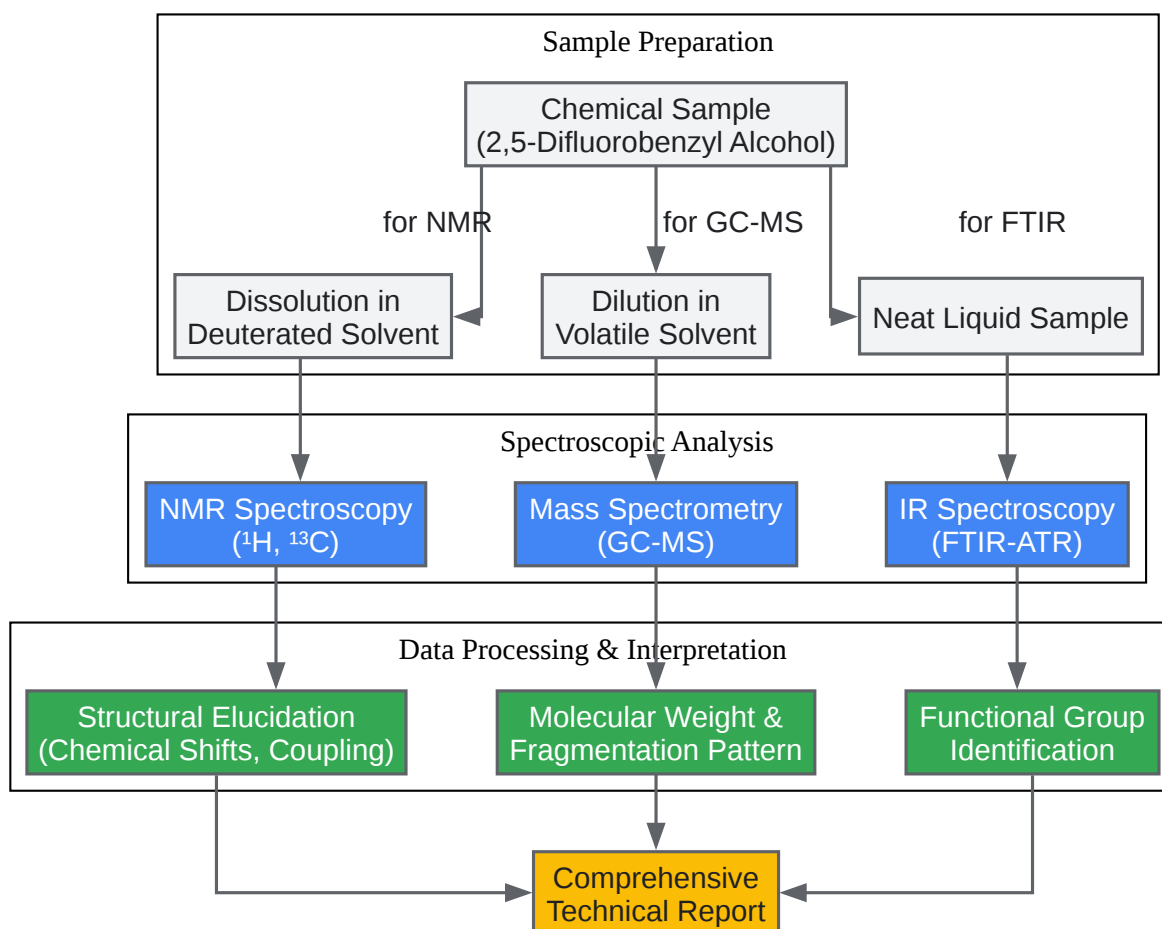 Sample Preparation
Chemical Sample
(2,5-Difluorobenzyl Alcohol)
for NMR
for GC-MS
for FTIR
Dissolution in
Deuterated Solvent
Dilution in
Volatile Solvent
Neat Liquid Sample
Spectroscopic Analysis
NMR Spectroscopy
(¹H, ¹³C)
Mass Spectrometry
(GC-MS)
IR Spectroscopy
(FTIR-ATR)
Data Processing & Interpretation
Structural Elucidation
(Chemical Shifts, Coupling)
Molecular Weight &
Fragmentation Pattern
Functional Group
Identification
Comprehensive
Technical Report